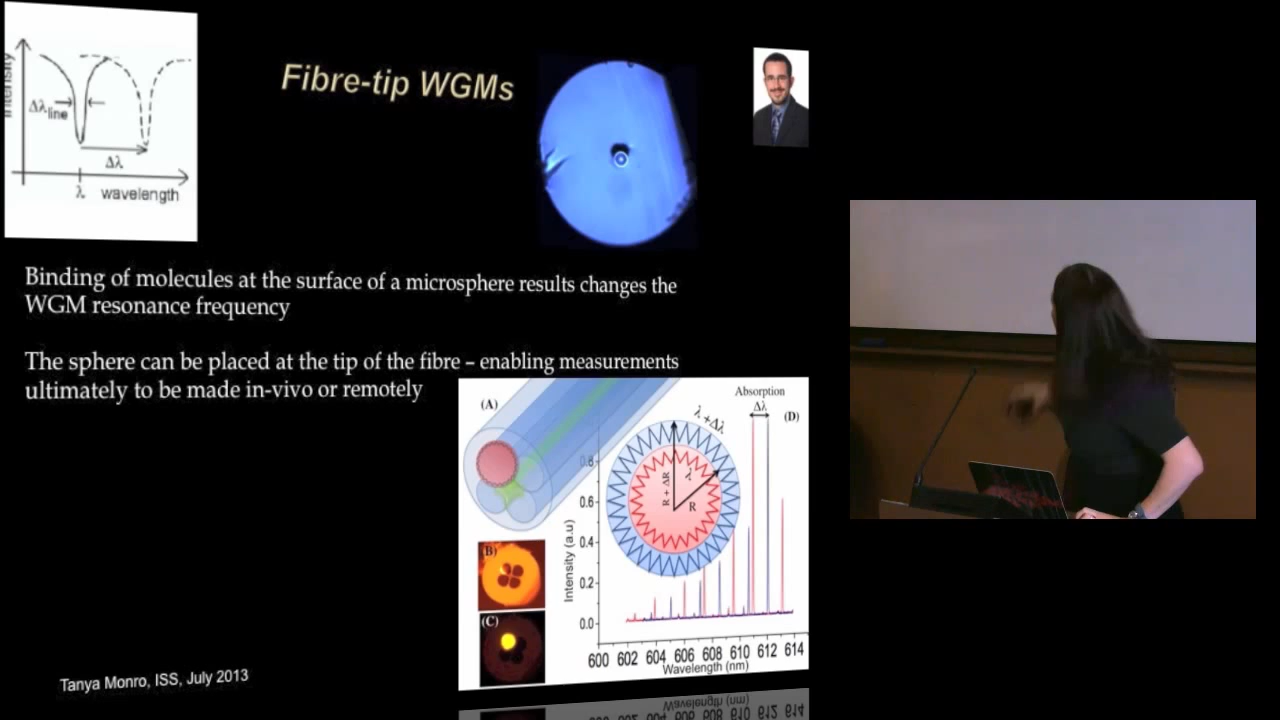 Intensity
Δλline
Δλ
λ
wavelength
Fibre-tip WGMs
Binding of molecules at the surface of a microsphere results changes the
WGM resonance frequency
The sphere can be placed at the tip of the fibre – enabling measurements
ultimately to be made in-vivo or remotely
(A)
(B)
(C)
Absorption
Δλ
(D)
λ+Δλ
λ
R + ΔR
R
Intensity (a.u)
0.8
0.6
0.4
0.2
0.0
600 602 604 606 608 610 612 614
Wavelength (nm)
Tanya Monro, ISS, July 2013